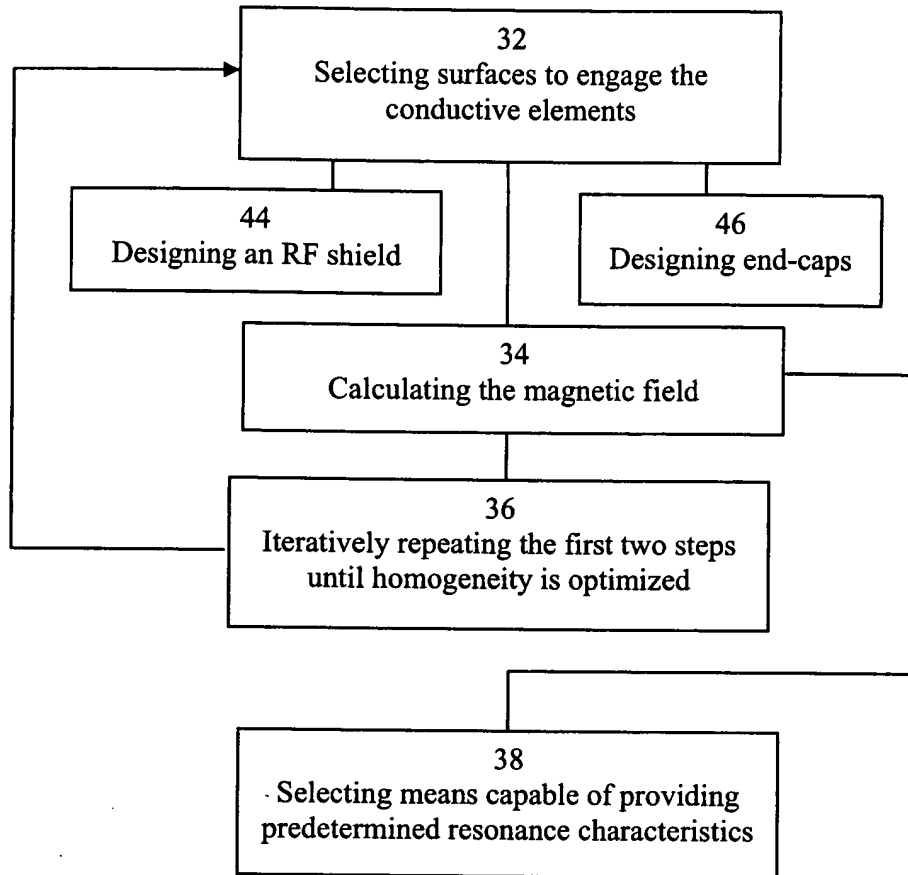 32
Selecting surfaces to engage the
conductive elements
44
Designing an RF shield
46
Designing end-caps
34
Calculating the magnetic field
36
Iteratively repeating the first two steps
until homogeneity is optimized
38
Selecting means capable of providing
predetermined resonance characteristics